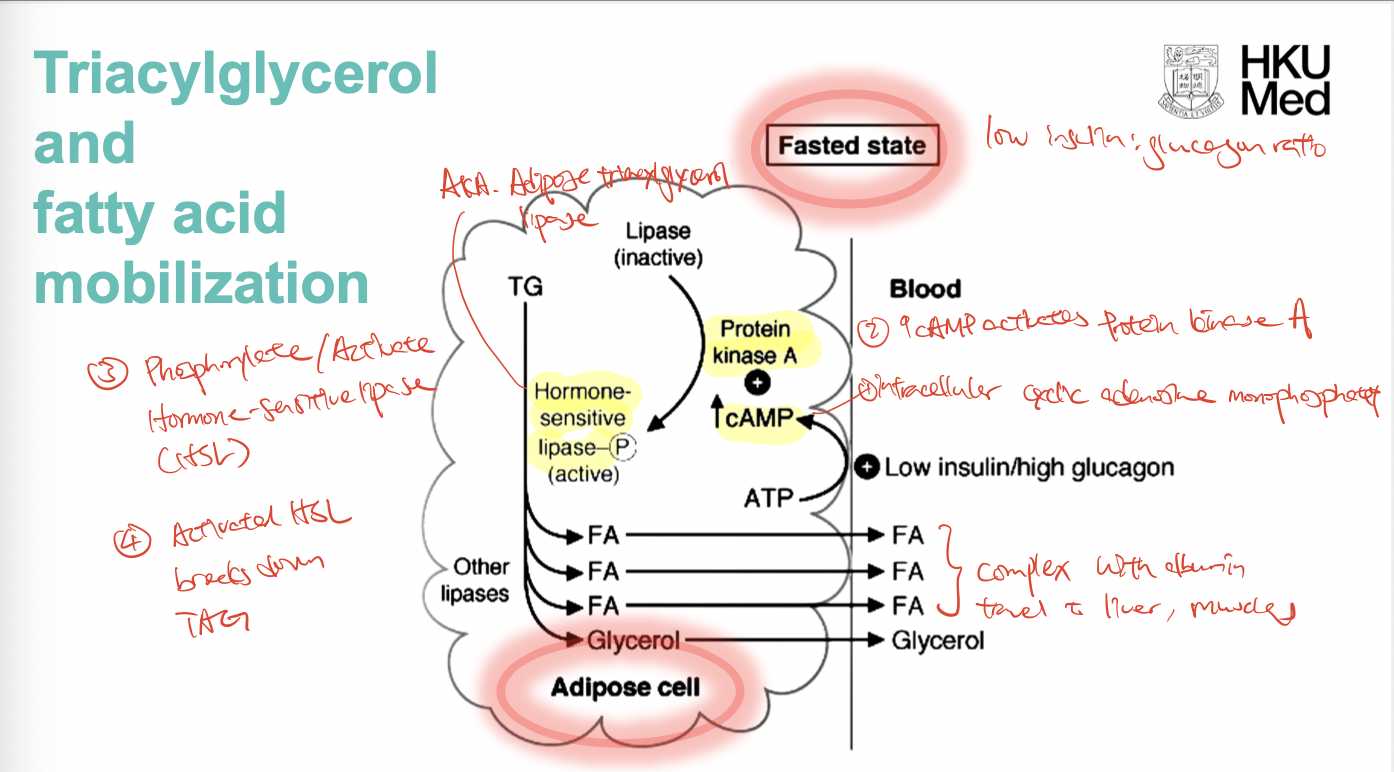 Triacylglycerol
and
fatty acid
mobilization
HKU
Med
Fasted state
low insulin : glucagon ratio
AKA. Adipose triacylglycerol
lipase
Lipase
(inactive)
TG
Blood
Protein
kinase A
+
↑cAMP
② ↑cAMP activates protein kinase A
① intracellular cyclic adenosine monophosphate
③ Phosphorylate/Activate
Hormone-sensitive lipase
(HSL)
Hormone-
sensitive
lipase–P
(active)
ATP
+ Low insulin/high glucagon
④ Activated HSL
breaks down
TAG
Other
lipases
FA FA
FA FA
FA FA
Glycerol Glycerol
complex with albumin
travel to liver, muscles
Adipose cell